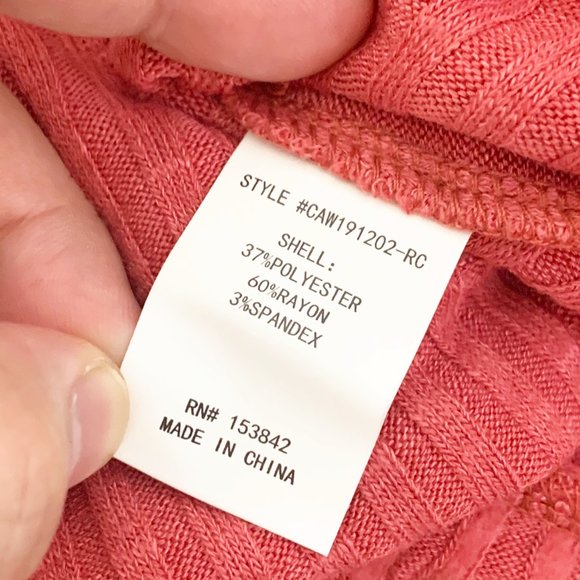 STYLE #CAW191202-RC
SHELL:
37%POLYESTER
60%RAYON
3%SPANDEX
RN# 153842
MADE IN CHINA